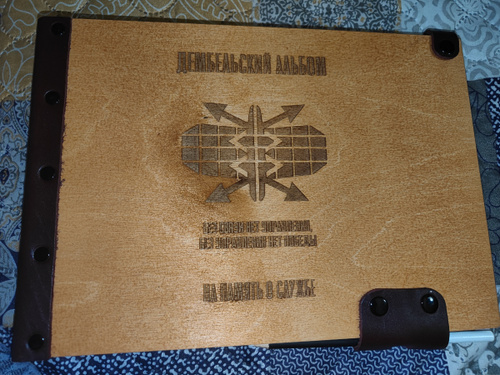 ДЕМБЕЛЬСКИЙ АЛЬБОМ
БЕЗ СВЯЗИ НЕТ УПРАВЛЕНИЯ,
БЕЗ УПРАВЛЕНИЯ НЕТ ПОБЕДЫ
НА ПАМЯТЬ О СЛУЖБЕ